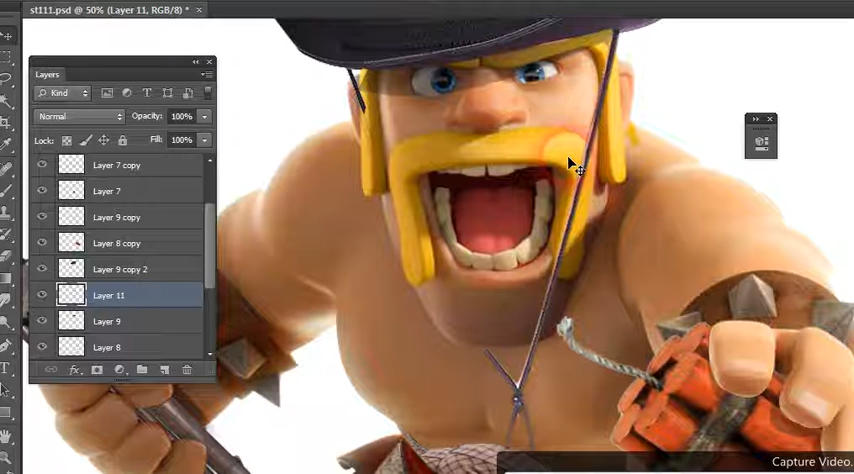 st111.psd @ 50% (Layer 11, RGB/8) * ×
Layers
Kind
Normal Opacity: 100%
Lock: Fill: 100%
Layer 7 copy
Layer 7
Layer 9 copy
Layer 8 copy
Layer 9 copy 2
Layer 11
Layer 9
Layer 8
fx
Capture Video.